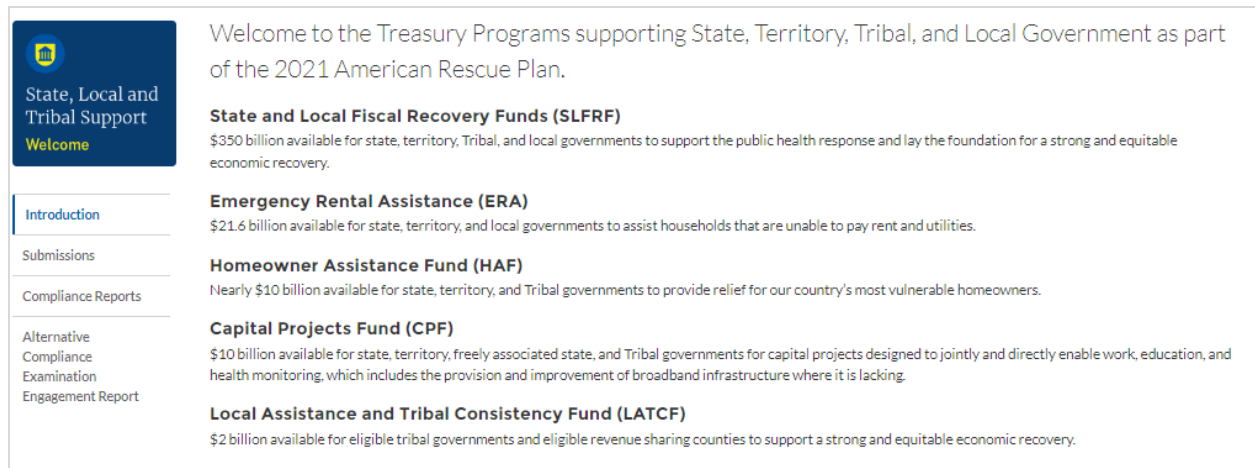 State, Local and
Tribal Support
Welcome
Introduction
Submissions
Compliance Reports
Alternative
Compliance
Examination
Engagement Report
Welcome to the Treasury Programs supporting State, Territory, Tribal, and Local Government as part
of the 2021 American Rescue Plan.
State and Local Fiscal Recovery Funds (SLFRF)
$350 billion available for state, territory, Tribal, and local governments to support the public health response and lay the foundation for a strong and equitable
economic recovery.
Emergency Rental Assistance (ERA)
$21.6 billion available for state, territory, and local governments to assist households that are unable to pay rent and utilities.
Homeowner Assistance Fund (HAF)
Nearly $10 billion available for state, territory, and Tribal governments to provide relief for our country's most vulnerable homeowners.
Capital Projects Fund (CPF)
$10 billion available for state, territory, freely associated state, and Tribal governments for capital projects designed to jointly and directly enable work, education, and
health monitoring, which includes the provision and improvement of broadband infrastructure where it is lacking.
Local Assistance and Tribal Consistency Fund (LATCF)
$2 billion available for eligible tribal governments and eligible revenue sharing counties to support a strong and equitable economic recovery.